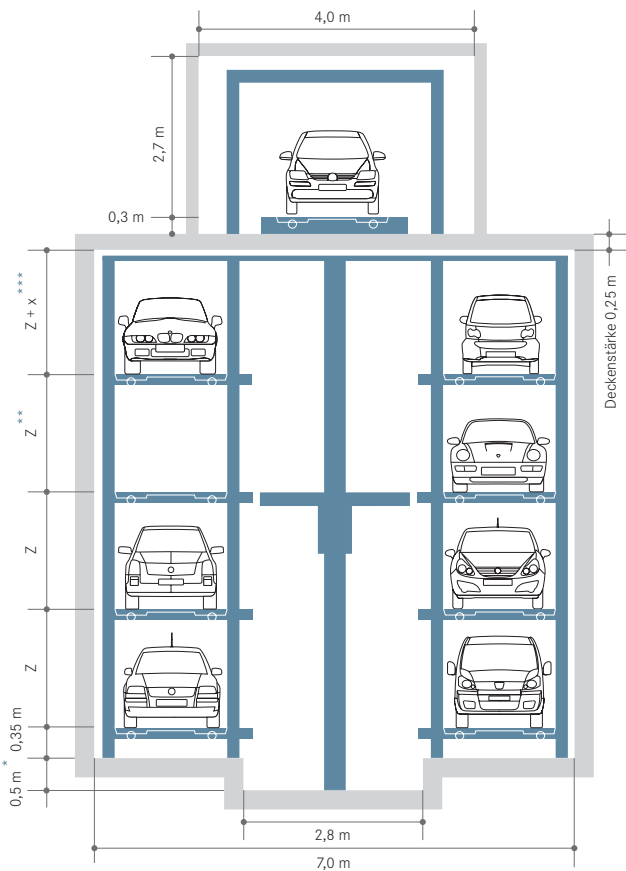 4,0 m
2,7 m
0,3 m
Z + x ***
Deckenstärke 0,25 m
Z **
Z
Z
0,35 m
0,5 m *
2,8 m
7,0 m